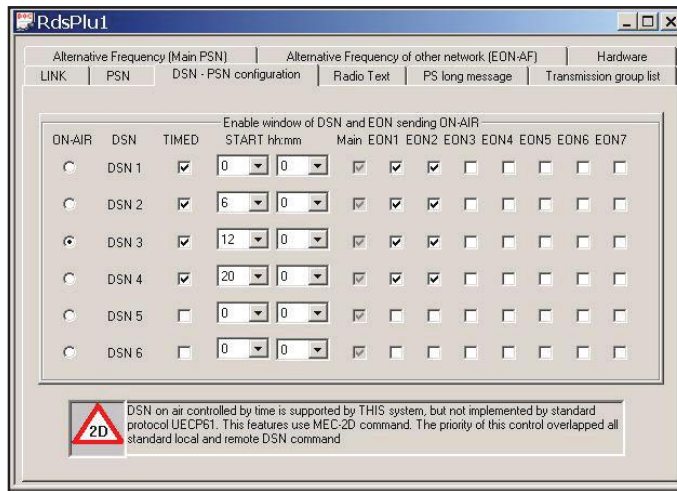 RdsPlu1
Alternative Frequency (Main PSN) Alternative Frequency of other network (EON-AF) Hardware
LINK PSN DSN - PSN configuration Radio Text PS long message Transmission group list
Enable window of DSN and EON sending ON-AIR
ON-AIR DSN TIMED START hh:mm Main EON1 EON2 EON3 EON4 EON5 EON6 EON7
DSN 1 0 0
DSN 2 6 0
DSN 3 12 0
DSN 4 20 0
DSN 5 0 0
DSN 6 0 0
2D
DSN on air controlled by time is supported by THIS system, but not implemented by standard
protocol UECP61. This features use MEC-2D command. The priority of this control overlapped all
standard local and remote DSN command